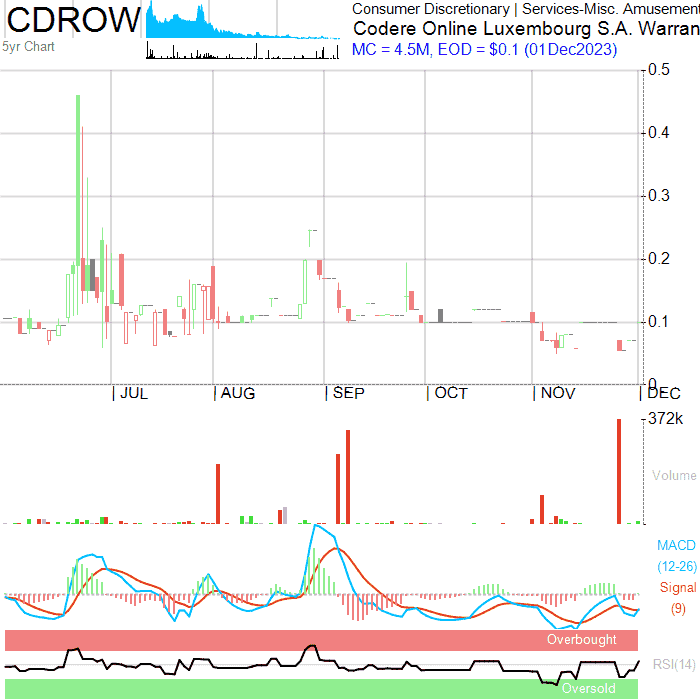 CDROW
5yr Chart
Consumer Discretionary | Services-Misc. Amusement
Codere Online Luxembourg S.A. Warran
MC = 4.5M, EOD = $0.1 (01Dec2023)
0.5
0.4
0.3
0.2
0.1
0
| JUL | AUG | SEP | OCT | NOV | DEC
372k
Volume
MACD
(12-26)
Signal
(9)
Overbought
RSI(14)
Oversold